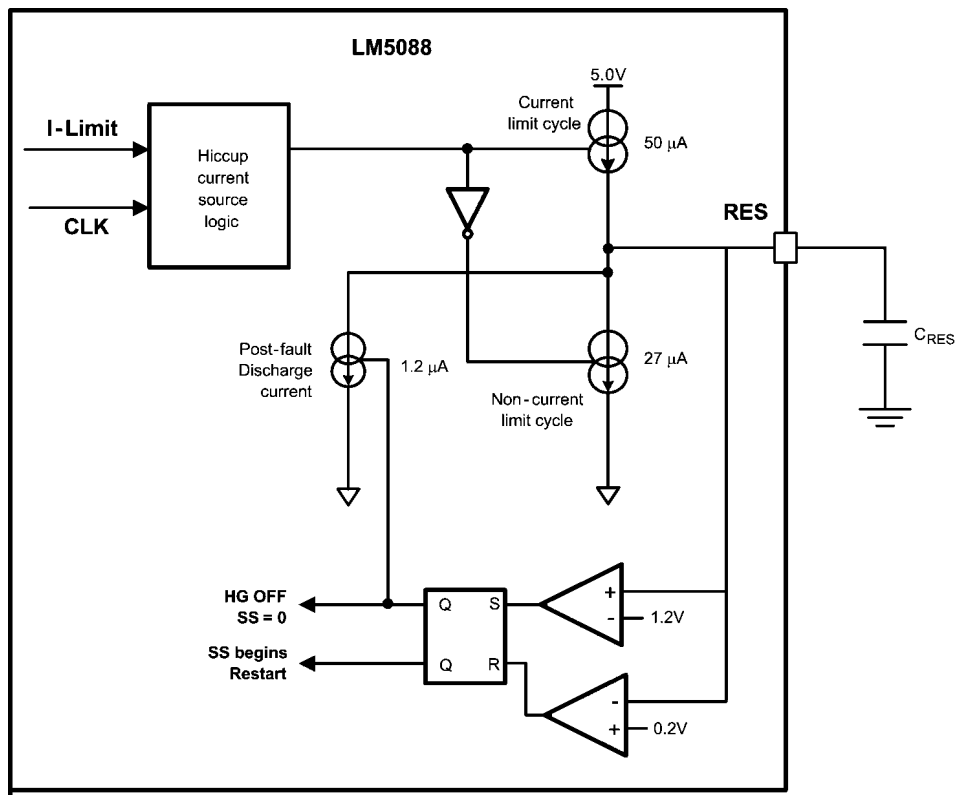 LM5088
5.0V
Current
limit cycle
50 µA
I-Limit
CLK
Hiccup
current
source
logic
RES
C_RES
Post-fault
Discharge
current
1.2 µA
27 µA
Non-current
limit cycle
HG OFF
SS = 0
SS begins
Restart
Q
S
Q
R
+
-
1.2V
-
+
0.2V